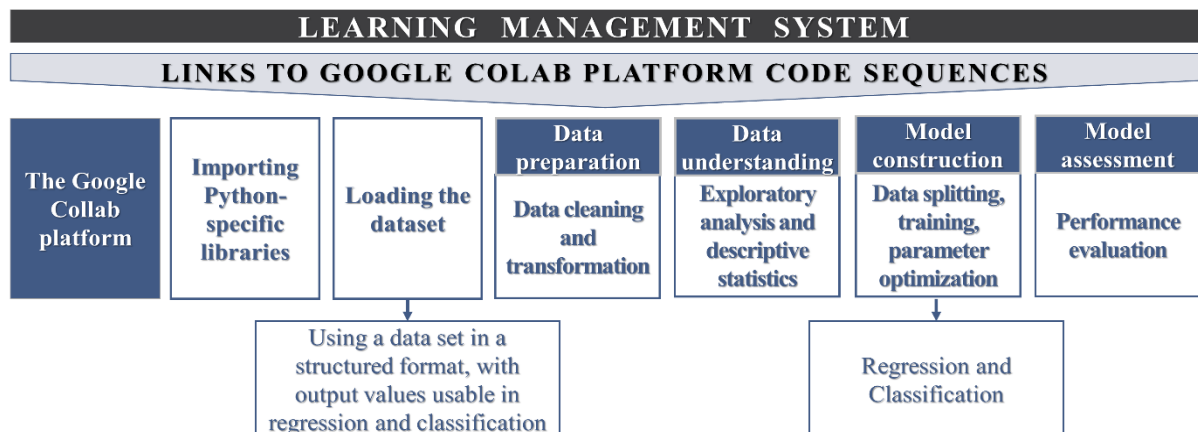 LEARNING MANAGEMENT SYSTEM
LINKS TO GOOGLE COLAB PLATFORM CODE SEQUENCES
The Google
Collab
platform
Importing
Python-
specific
libraries
Loading the
dataset
Data
preparation
Data cleaning
and
transformation
Data
understanding
Exploratory
analysis and
descriptive
statistics
Model
construction
Data splitting,
training,
parameter
optimization
Model
assessment
Performance
evaluation
Using a data set in a
structured format, with
output values usable in
regression and classification
Regression and
Classification